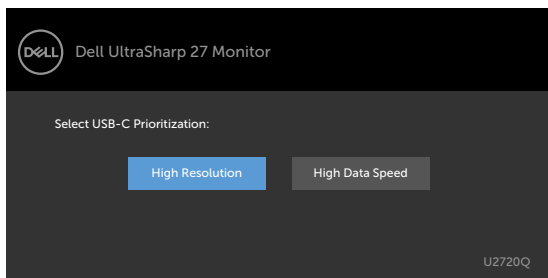 DELL
Dell UltraSharp 27 Monitor
Select USB-C Prioritization:
High Resolution
High Data Speed
U2720Q